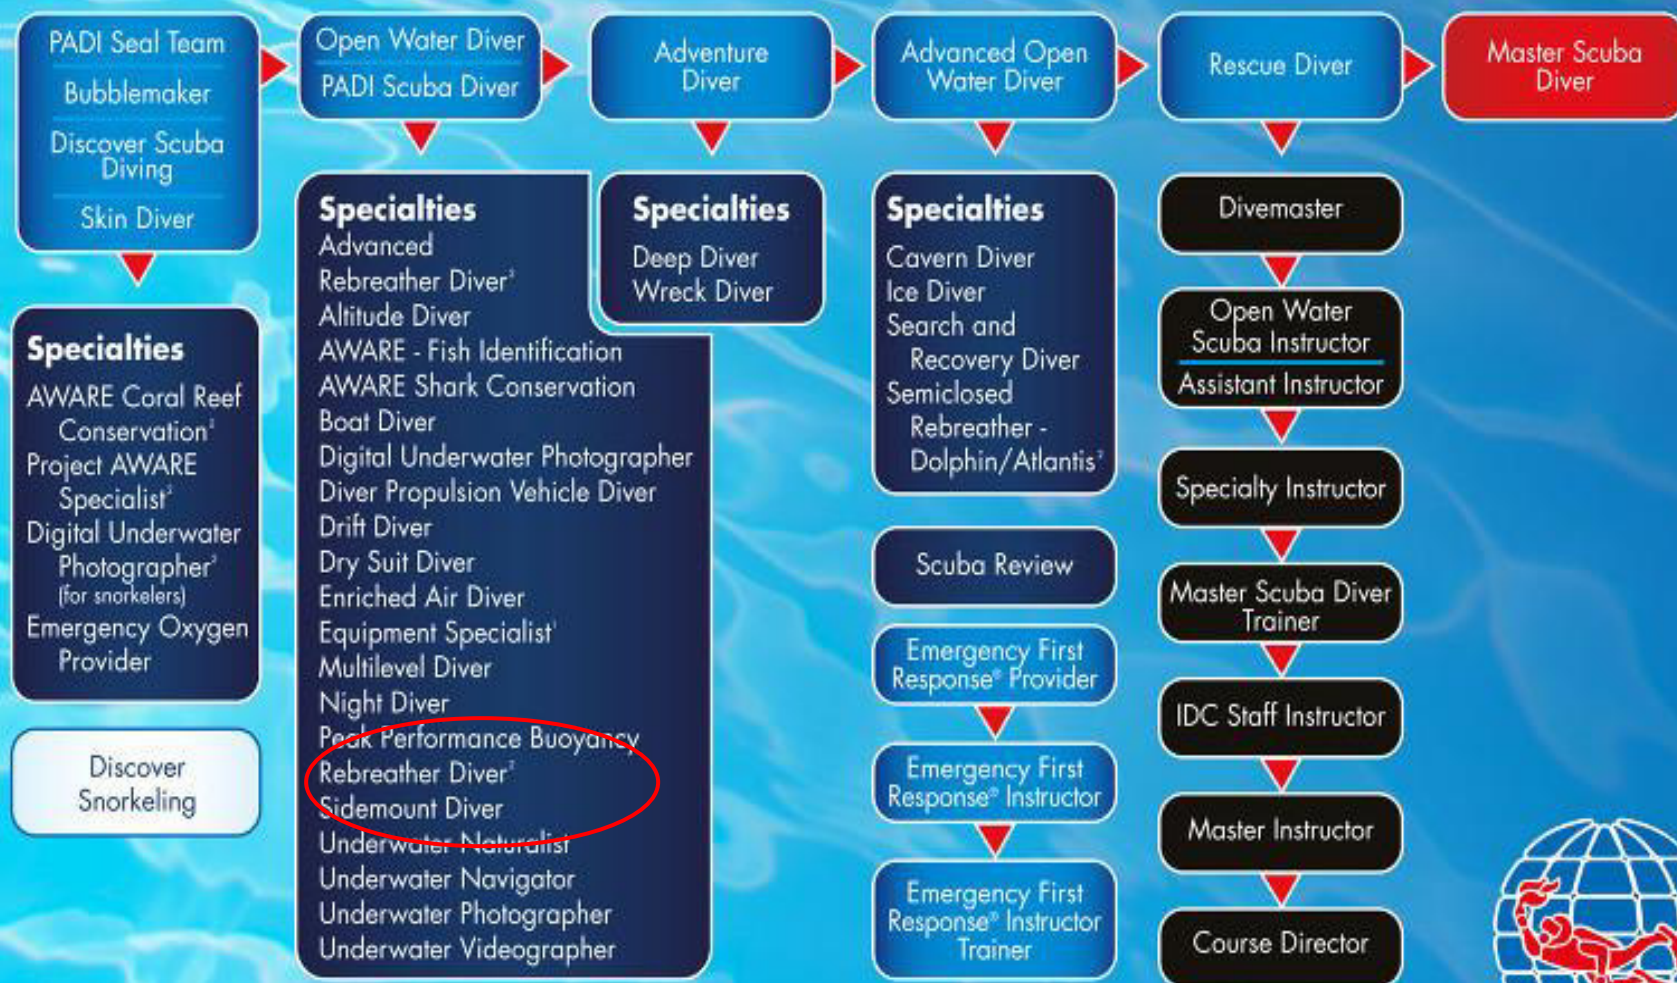 PADI Seal Team
Bubblemaker
Discover Scuba
Diving
Skin Diver
Specialties
AWARE Coral Reef
Conservation²
Project AWARE
Specialist²
Digital Underwater
Photographer²
(for snorkelers)
Emergency Oxygen
Provider
Discover
Snorkeling
Open Water Diver
PADI Scuba Diver
Specialties
Advanced
Rebreather Diver²
Altitude Diver
AWARE - Fish Identification
AWARE Shark Conservation
Boat Diver
Digital Underwater Photographer
Diver Propulsion Vehicle Diver
Drift Diver
Dry Suit Diver
Enriched Air Diver
Equipment Specialist¹
Multilevel Diver
Night Diver
Peak Performance Buoyancy
Rebreather Diver²
Sidemount Diver
Underwater Naturalist
Underwater Navigator
Underwater Photographer
Underwater Videographer
Adventure
Diver
Specialties
Deep Diver
Wreck Diver
Advanced Open
Water Diver
Specialties
Cavern Diver
Ice Diver
Search and
Recovery Diver
Semiclosed
Rebreather -
Dolphin/Atlantis²
Scuba Review
Emergency First
Response® Provider
Emergency First
Response® Instructor
Emergency First
Response® Instructor
Trainer
Rescue Diver
Divemaster
Open Water
Scuba Instructor
Assistant Instructor
Specialty Instructor
Master Scuba Diver
Trainer
IDC Staff Instructor
Master Instructor
Course Director
Master Scuba
Diver